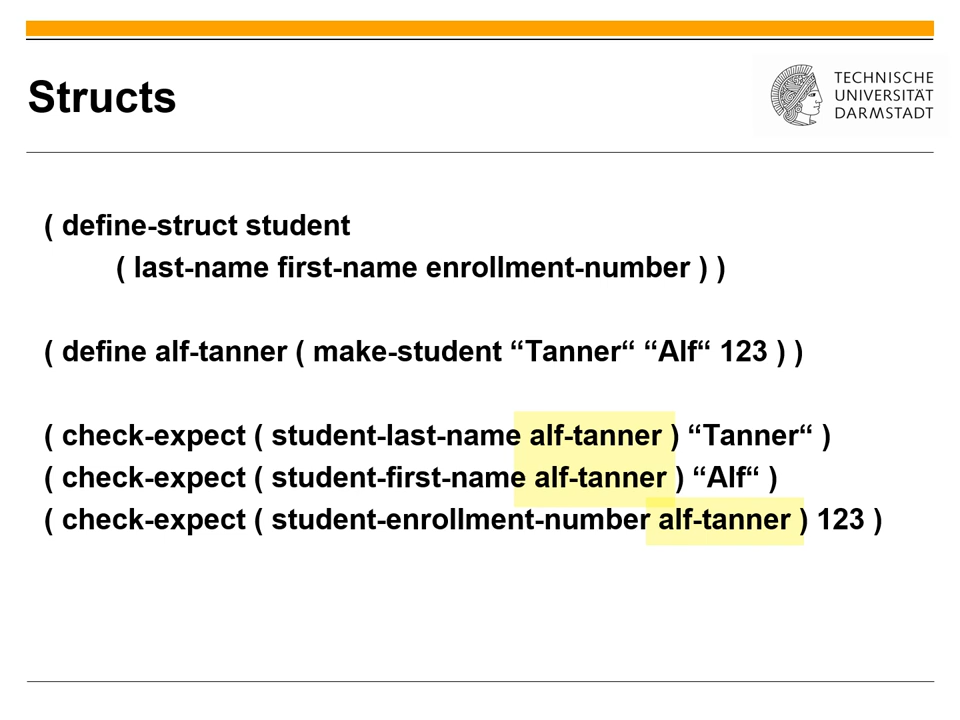 Structs
TECHNISCHE
UNIVERSITÄT
DARMSTADT
( define-struct student
( last-name first-name enrollment-number ) )
( define alf-tanner ( make-student “Tanner“ “Alf“ 123 ) )
( check-expect ( student-last-name alf-tanner ) “Tanner“ )
( check-expect ( student-first-name alf-tanner ) “Alf“ )
( check-expect ( student-enrollment-number alf-tanner ) 123 )